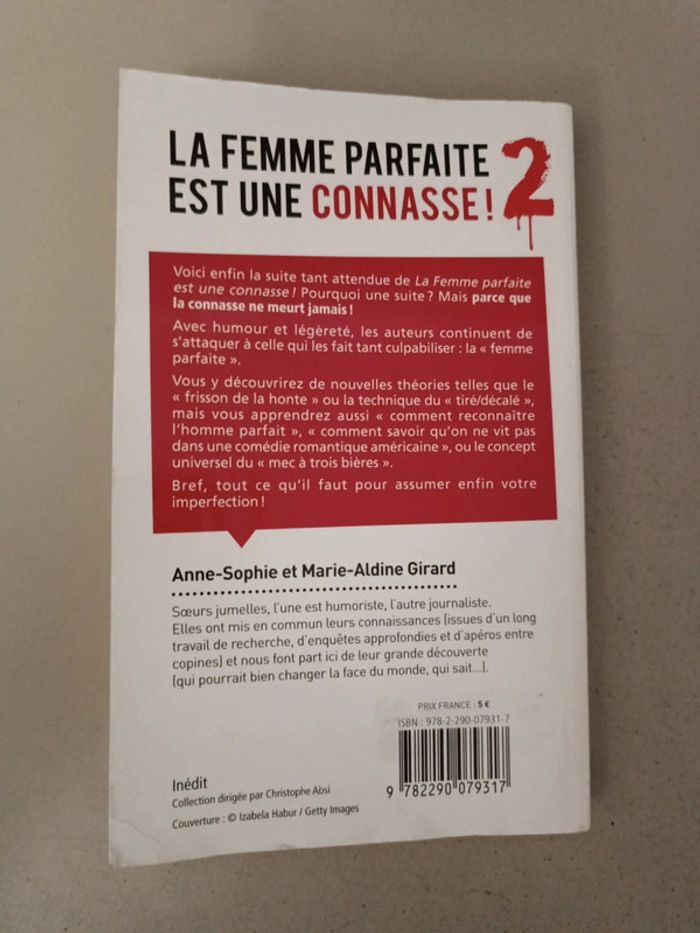 LA FEMME PARFAITE
EST UNE CONNASSE! 2
Voici enfin la suite tant attendue de La Femme parfaite
est une connasse! Pourquoi une suite? Mais parce que
la connasse ne meurt jamais!
Avec humour et légèreté, les auteurs continuent de
s'attaquer à celle qui les fait tant culpabiliser : la « femme
parfaite ».
Vous y découvrirez de nouvelles théories telles que le
« frisson de la honte » ou la technique du « tiré/décalé »,
mais vous apprendrez aussi « comment reconnaître
l'homme parfait », « comment savoir qu'on ne vit pas
dans une comédie romantique américaine », ou le concept
universel du « mec à trois bières ».
Bref, tout ce qu'il faut pour assumer enfin votre
imperfection!
Anne-Sophie et Marie-Aldine Girard
Sœurs jumelles, l'une est humoriste, l'autre journaliste.
Elles ont mis en commun leurs connaissances (issues d'un long
travail de recherche, d'enquêtes approfondies et d'apéros entre
copines) et nous font part ici de leur grande découverte
(qui pourrait bien changer la face du monde, qui sait...).
PRIX FRANCE : 5 €
ISBN : 978-2-290-07931-7
9 782290 079317
Inédit
Collection dirigée par Christophe Absi
Couverture : © Izabela Habur / Getty Images